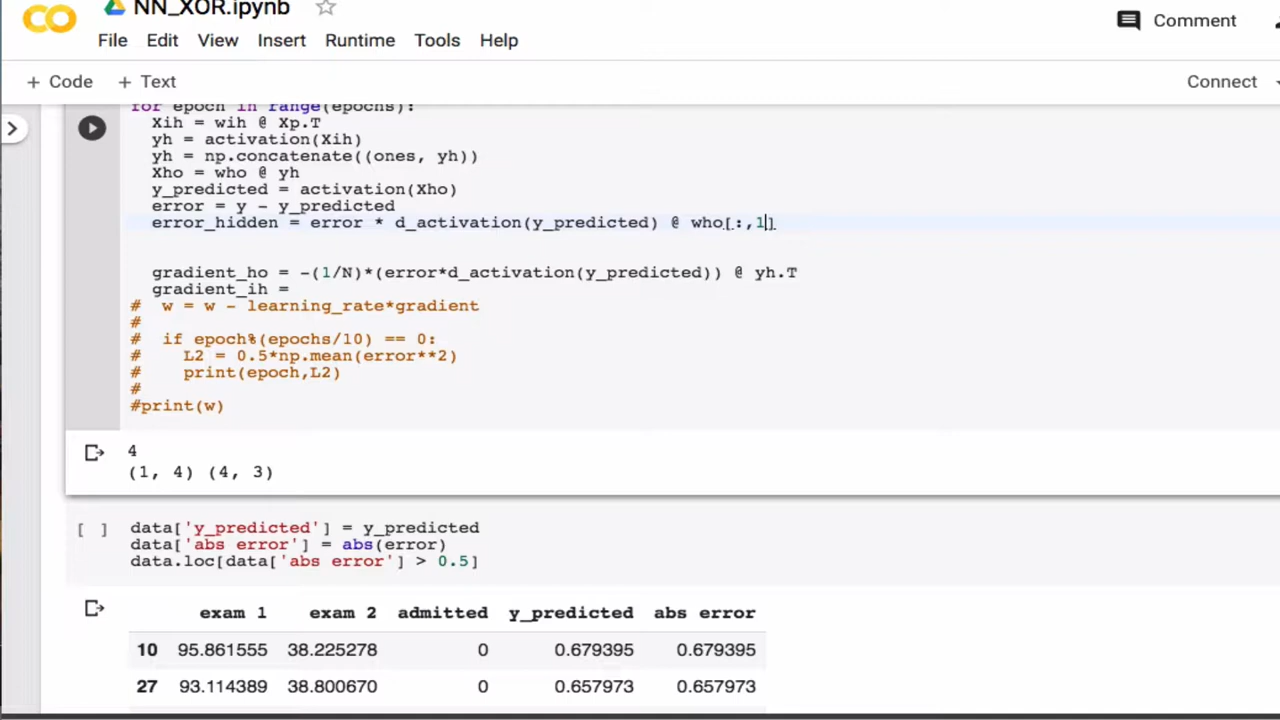 NN_XOR.ipynb
Comment
File Edit View Insert Runtime Tools Help
+ Code + Text
Connect
for epoch in range(epochs):
Xih = wih @ Xp.T
yh = activation(Xih)
yh = np.concatenate((ones, yh))
Xho = who @ yh
y_predicted = activation(Xho)
error = y - y_predicted
error_hidden = error * d_activation(y_predicted) @ who[:,1]
gradient_ho = -(1/N)*(error*d_activation(y_predicted)) @ yh.T
gradient_ih =
# w = w - learning_rate*gradient
#
# if epoch%(epochs/10) == 0:
# L2 = 0.5*np.mean(error**2)
# print(epoch,L2)
#
#print(w)
4
(1, 4) (4, 3)
[ ] data['y_predicted'] = y_predicted
data['abs error'] = abs(error)
data.loc[data['abs error'] > 0.5]
exam 1 exam 2 admitted y_predicted abs error
10 95.861555 38.225278 0 0.679395 0.679395
27 93.114389 38.800670 0 0.657973 0.657973